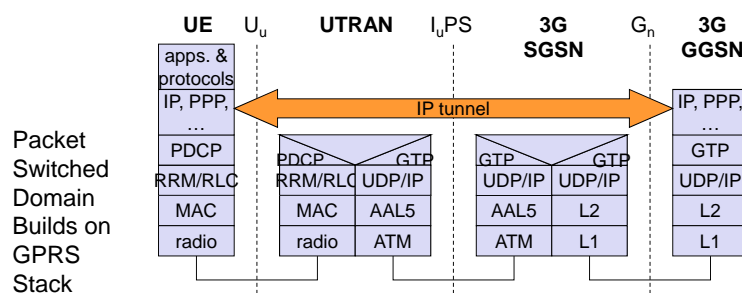 UE Uu UTRAN IuPS 3G SGSN Gn 3G GGSN
apps. & protocols
IP, PPP, … IP tunnel IP, PPP, …
Packet Switched Domain Builds on GPRS Stack
PDCP PDCP GTP GTP GTP GTP
RRM/RLC RRM/RLC UDP/IP UDP/IP UDP/IP UDP/IP
MAC MAC AAL5 AAL5 L2 L2
radio radio ATM ATM L1 L1